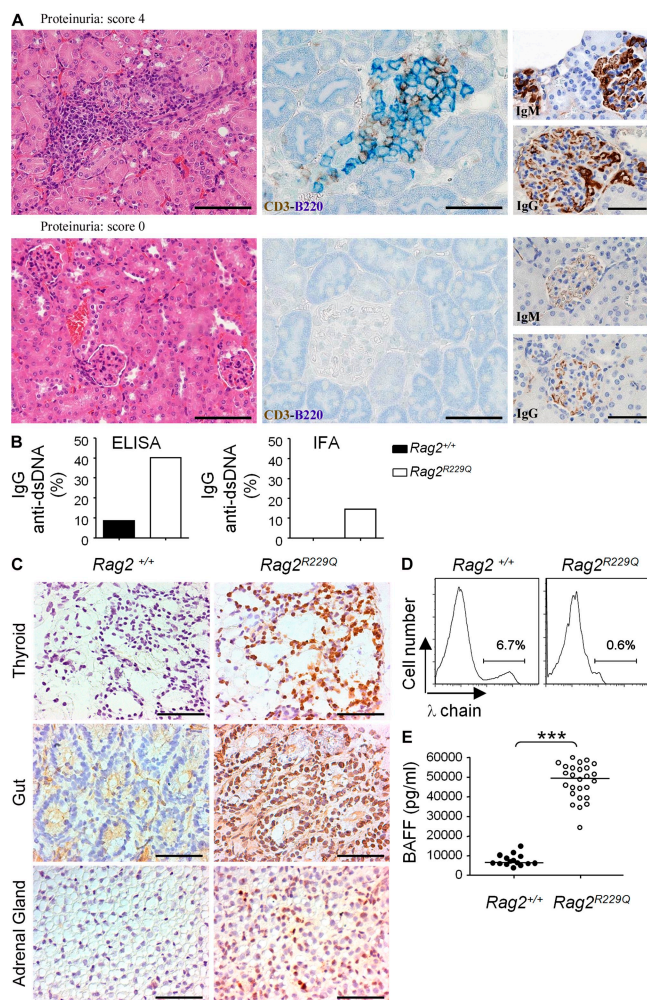 A
Proteinuria: score 4
CD3-B220
IgM
IgG
Proteinuria: score 0
CD3-B220
IgM
IgG
B
ELISA
IgG
anti-dsDNA
(%)
50
40
30
20
10
0
IFA
IgG
anti-dsDNA
(%)
50
40
30
20
10
0
Rag2+/+
Rag2R229Q
C
Rag2 +/+
Rag2R229Q
Thyroid
Gut
Adrenal Gland
D
Rag2 +/+
Rag2R229Q
Cell number
6.7%
0.6%
λ chain
E
***
BAFF (pg/ml)
60000
50000
40000
30000
20000
10000
0
Rag2+/+
Rag2R229Q